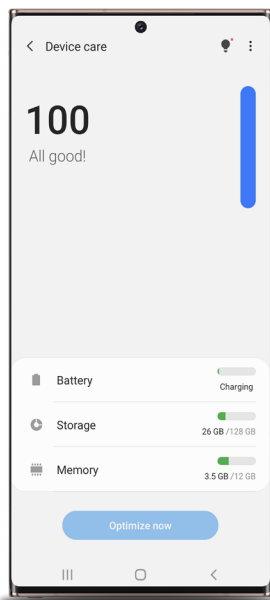 Device care
100
All good!
Battery
Charging
Storage
26 GB /128 GB
Memory
3.5 GB /12 GB
Optimize now